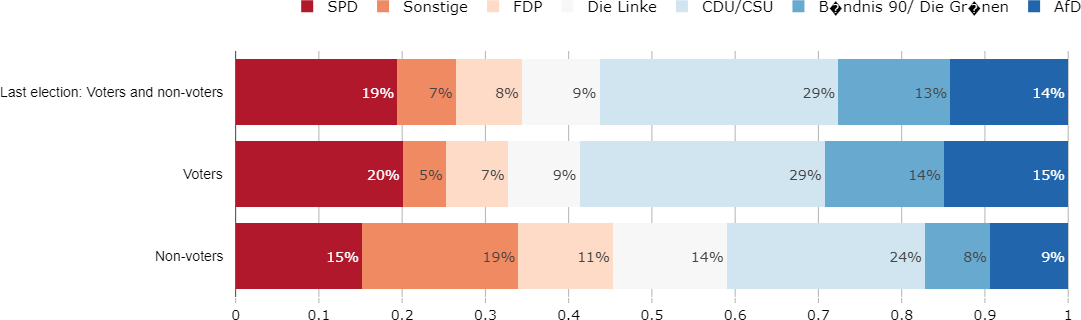 SPD Sonstige FDP Die Linke CDU/CSU B�ndnis 90/ Die Gr�nen AfD
Last election: Voters and non-voters 19% 7% 8% 9% 29% 13% 14%
Voters 20% 5% 7% 9% 29% 14% 15%
Non-voters 15% 19% 11% 14% 24% 8% 9%
0 0.1 0.2 0.3 0.4 0.5 0.6 0.7 0.8 0.9 1